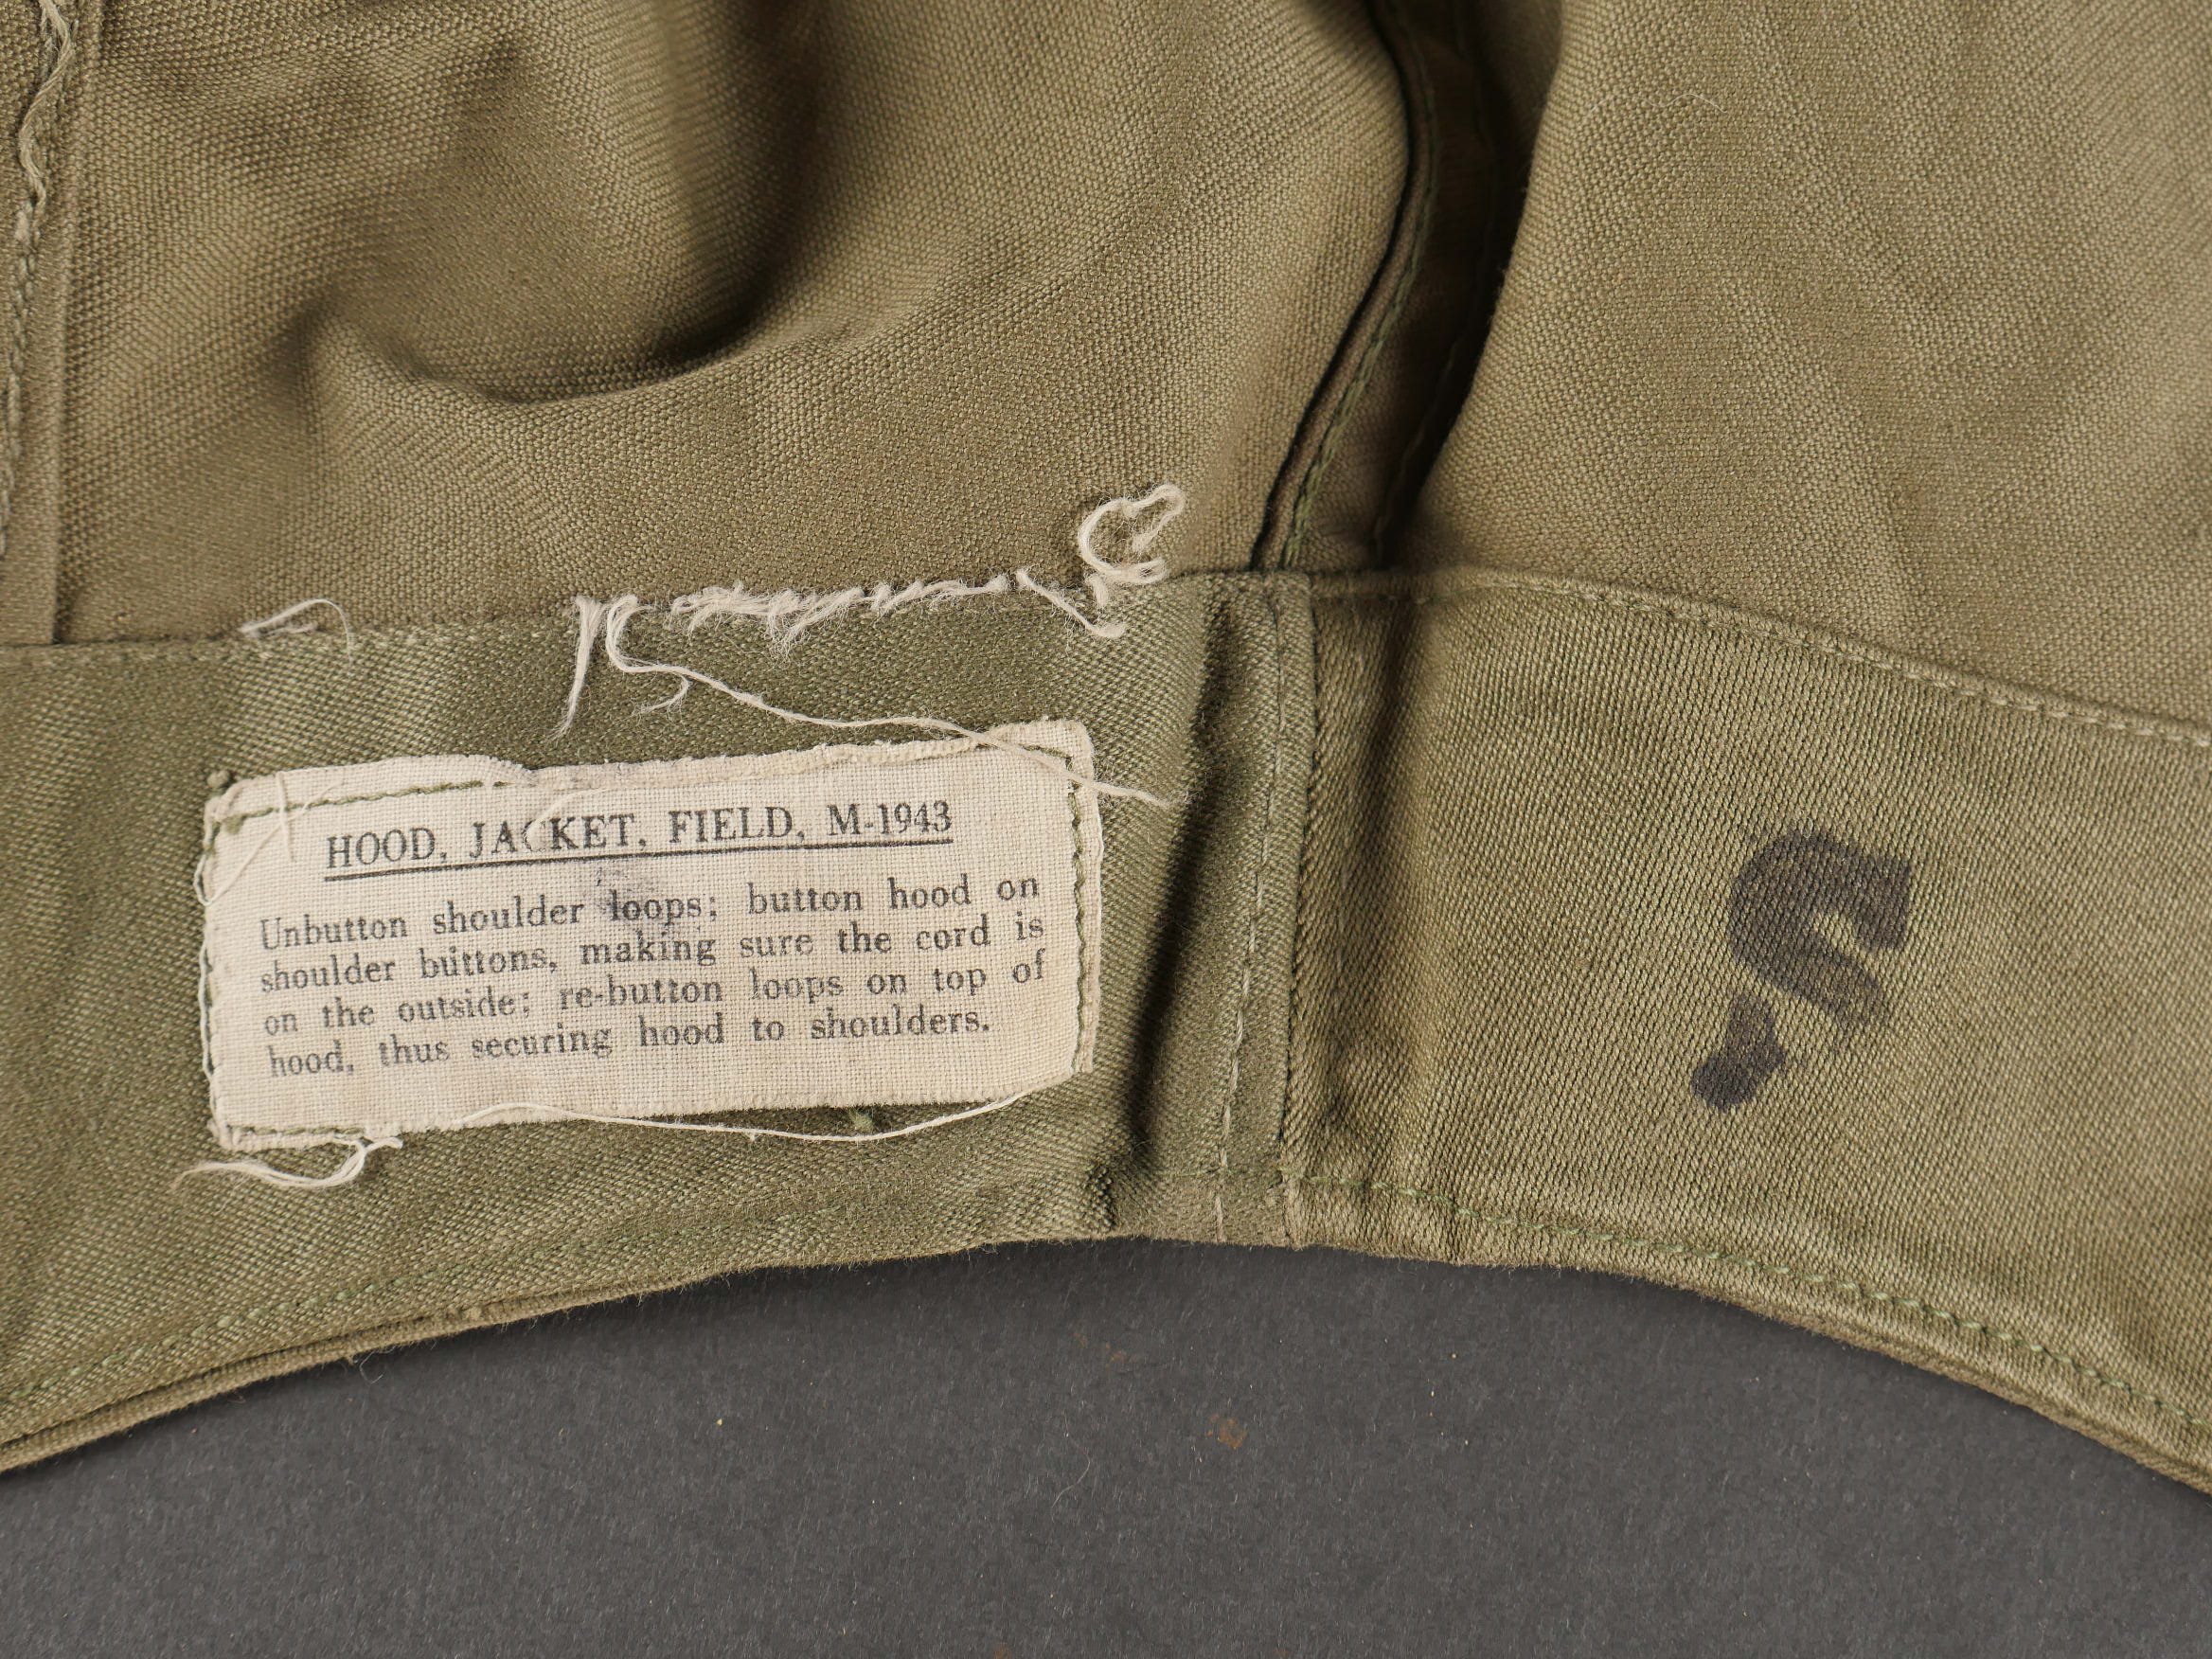 HOOD, JACKET, FIELD, M-1943
Unbutton shoulder loops; button hood on
shoulder buttons, making sure the cord is
on the outside; re-button loops on top of
hood, thus securing hood to shoulders.
S.